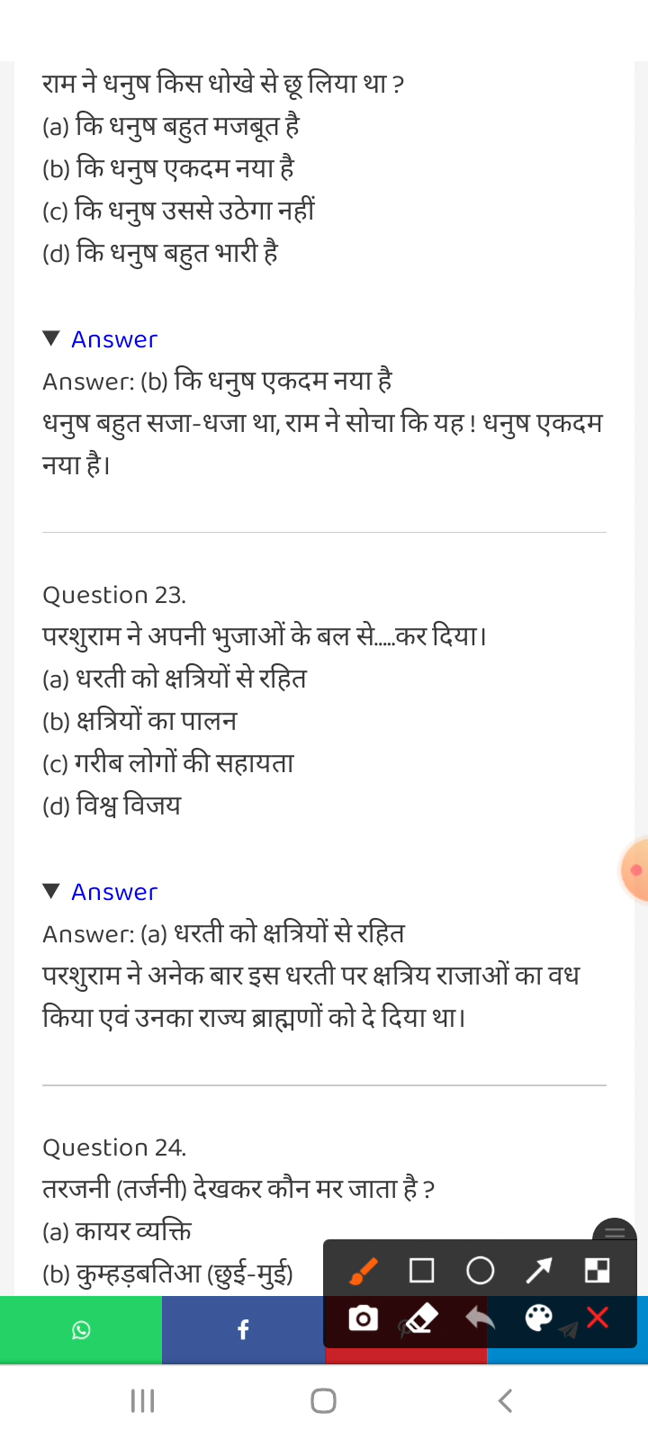 राम ने धनुष किस धोखे से छू लिया था ?
(a) कि धनुष बहुत मजबूत है
(b) कि धनुष एकदम नया है
(c) कि धनुष उससे उठेगा नहीं
(d) कि धनुष बहुत भारी है
▼ Answer
Answer: (b) कि धनुष एकदम नया है
धनुष बहुत सजा-धजा था, राम ने सोचा कि यह ! धनुष एकदम
नया है।
Question 23.
परशुराम ने अपनी भुजाओं के बल से.....कर दिया।
(a) धरती को क्षत्रियों से रहित
(b) क्षत्रियों का पालन
(c) गरीब लोगों की सहायता
(d) विश्व विजय
▼ Answer
Answer: (a) धरती को क्षत्रियों से रहित
परशुराम ने अनेक बार इस धरती पर क्षत्रिय राजाओं का वध
किया एवं उनका राज्य ब्राह्मणों को दे दिया था।
Question 24.
तरजनी (तर्जनी) देखकर कौन मर जाता है ?
(a) कायर व्यक्ति
(b) कुम्हड़बतिआ (छुई-मुई)